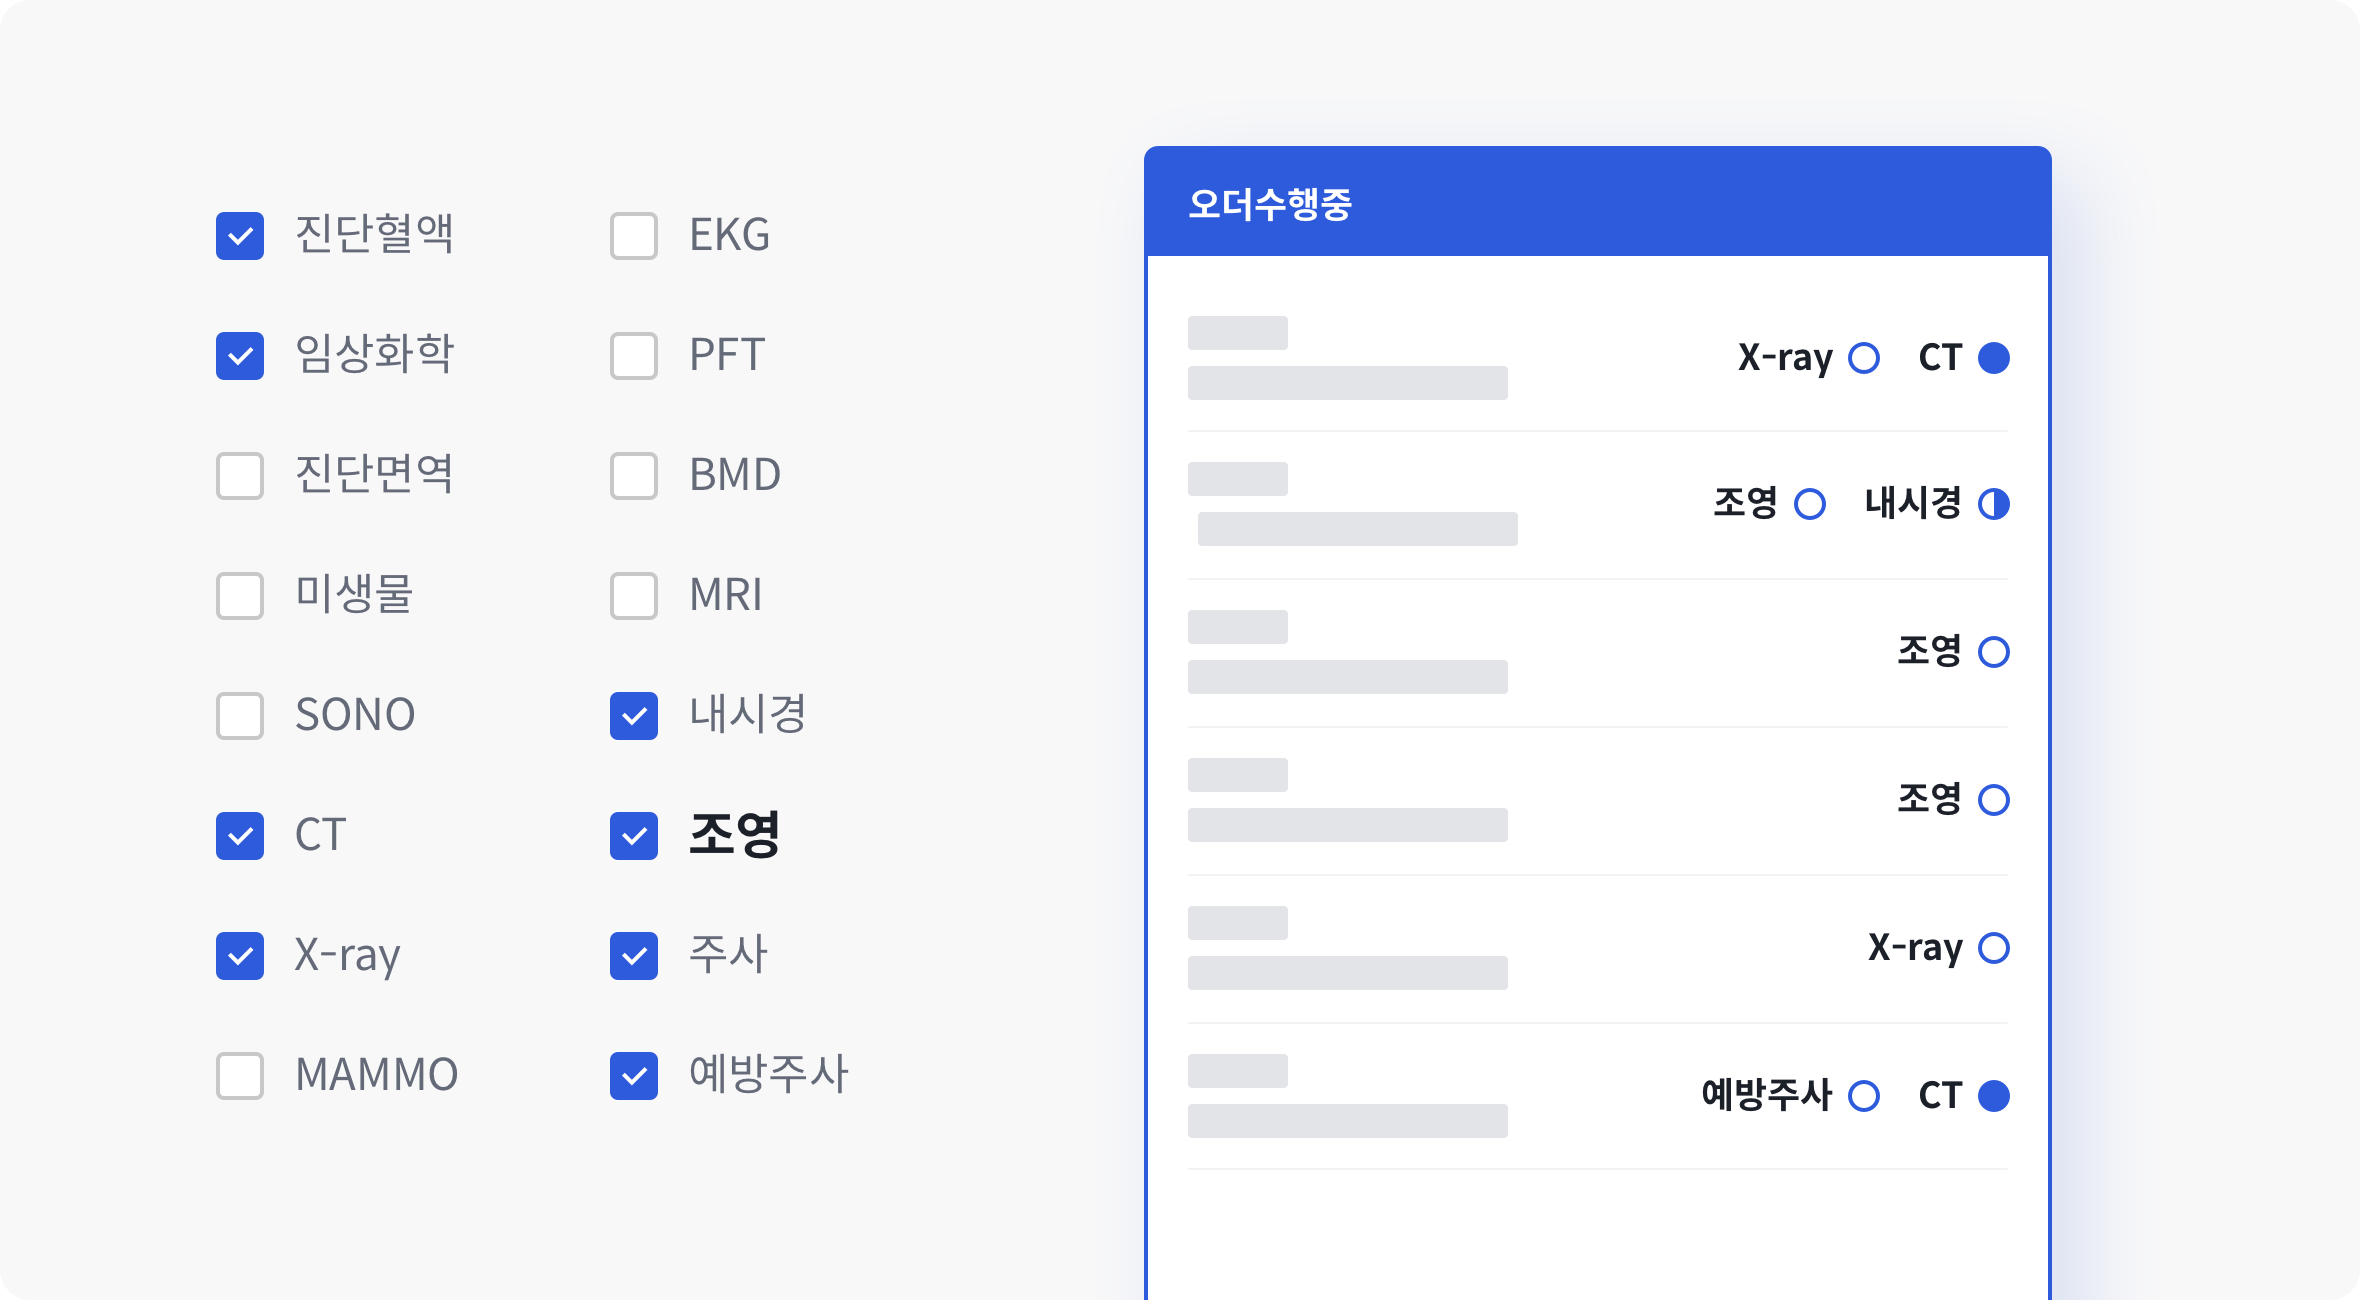 진단혈액
임상화학
진단면역
미생물
SONO
CT
X-ray
MAMMO
EKG
PFT
BMD
MRI
내시경
조영
주사
예방주사
오더수행중
X-ray CT
조영 내시경
조영
조영
X-ray
예방주사 CT